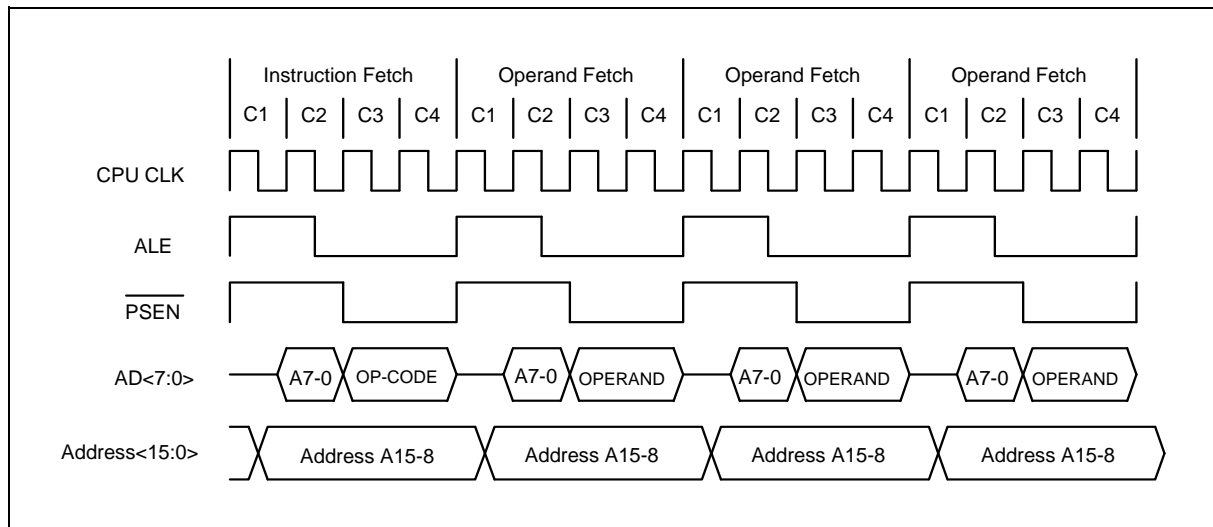 Instruction Fetch Operand Fetch Operand Fetch Operand Fetch
C1 C2 C3 C4 C1 C2 C3 C4 C1 C2 C3 C4 C1 C2 C3 C4
CPU CLK
ALE
PSEN
AD<7:0> A7-0 OP-CODE A7-0 OPERAND A7-0 OPERAND A7-0 OPERAND
Address<15:0> Address A15-8 Address A15-8 Address A15-8 Address A15-8